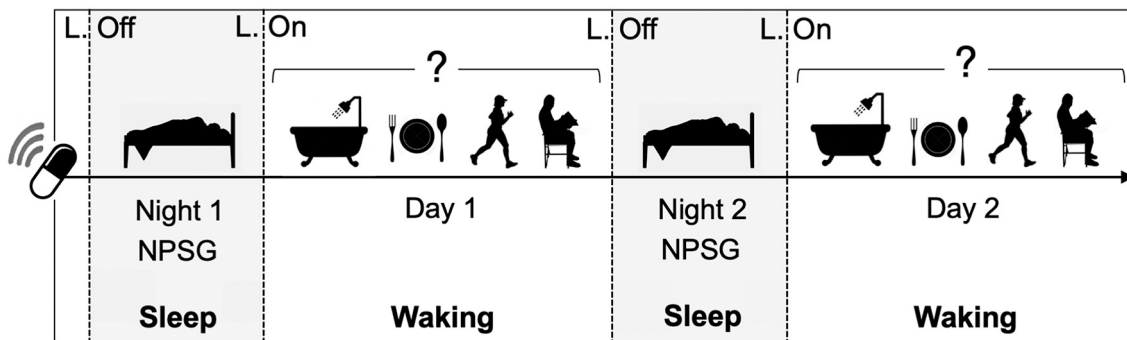 L. Off L. On L. Off L. On
? ?
Night 1 Day 1 Night 2 Day 2
NPSG NPSG
Sleep Waking Sleep Waking